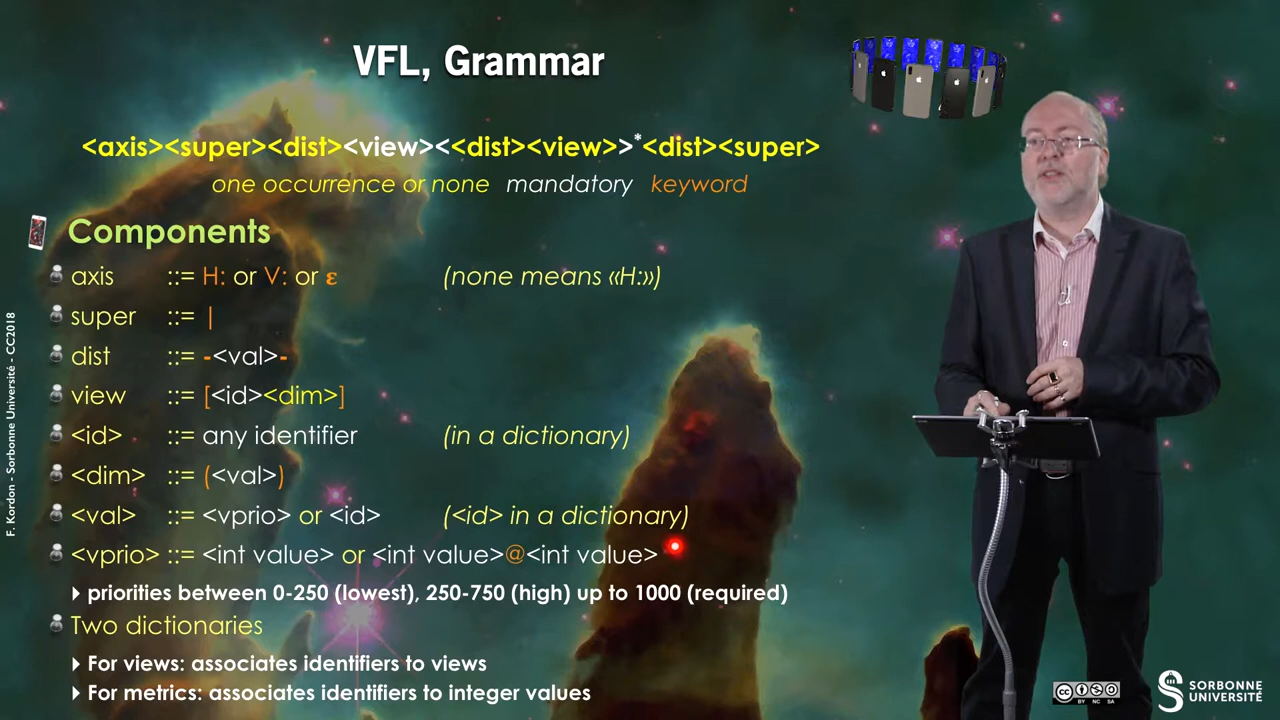 VFL, Grammar
<axis><super><dist><view><<dist><view>>*<dist><super>
one occurrence or none mandatory keyword
Components
axis ::= H: or V: or ε (none means «H:»)
super ::= |
dist ::= -<val>-
view ::= [<id><dim>]
<id> ::= any identifier (in a dictionary)
<dim> ::= (<val>)
<val> ::= <vprio> or <id> (<id> in a dictionary)
<vprio> ::= <int value> or <int value>@<int value>
priorities between 0-250 (lowest), 250-750 (high) up to 1000 (required)
Two dictionaries
For views: associates identifiers to views
For metrics: associates identifiers to integer values
F. Kordon - Sorbonne Université - CC2018
CC BY NC SA
SORBONNE
UNIVERSITÉ